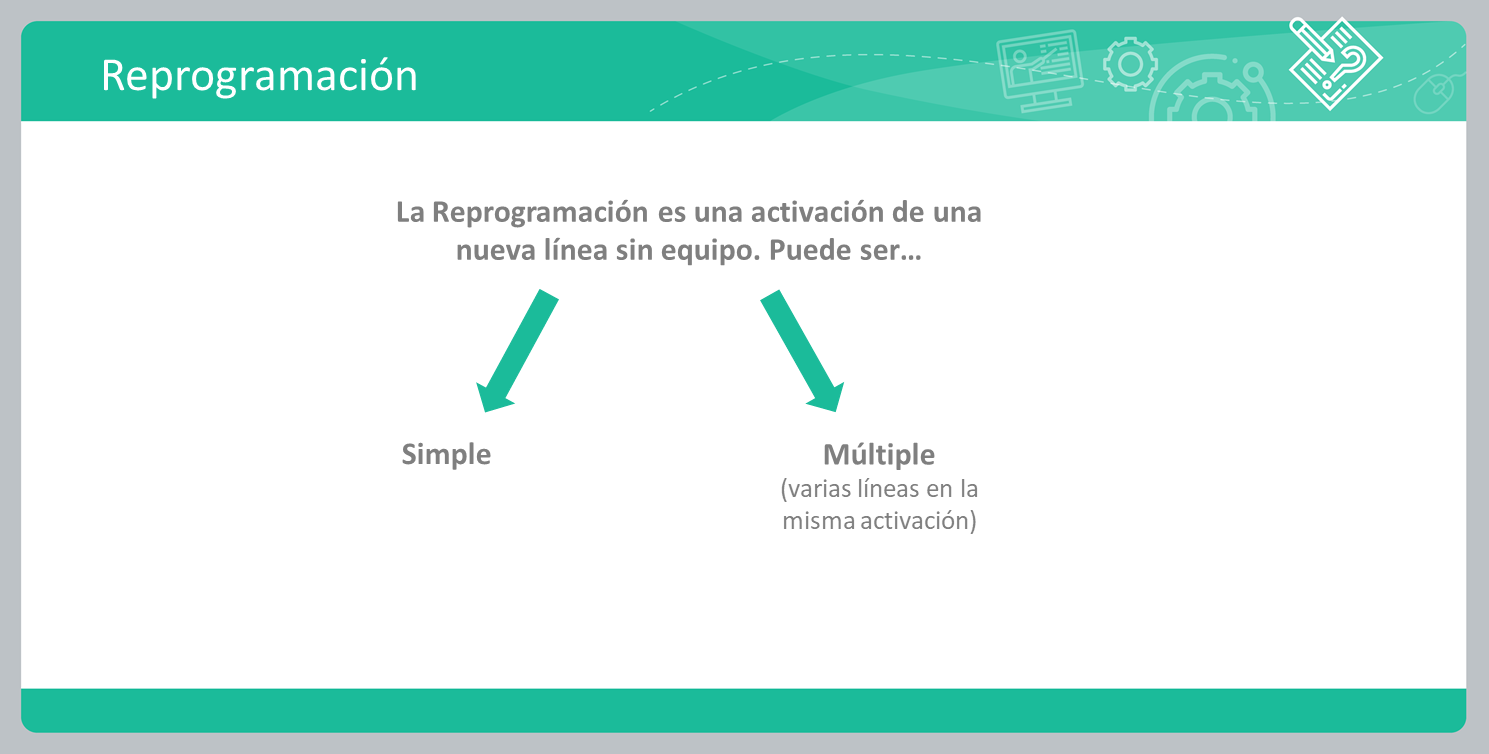 Reprogramación
La Reprogramación es una activación de una
nueva línea sin equipo. Puede ser…
Simple
Múltiple
(varias líneas en la
misma activación)